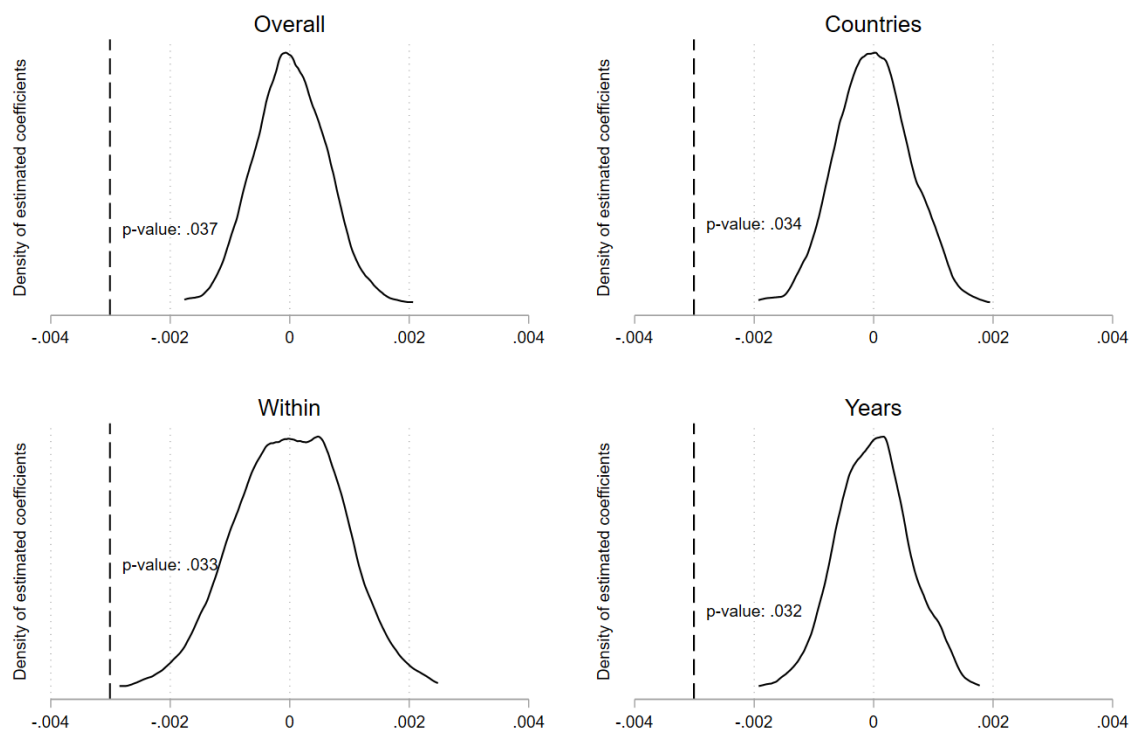 Overall
Density of estimated coefficients
p-value: .037
-.004 -.002 0 .002 .004
Countries
Density of estimated coefficients
p-value: .034
-.004 -.002 0 .002 .004
Within
Density of estimated coefficients
p-value: .033
-.004 -.002 0 .002 .004
Years
Density of estimated coefficients
p-value: .032
-.004 -.002 0 .002 .004